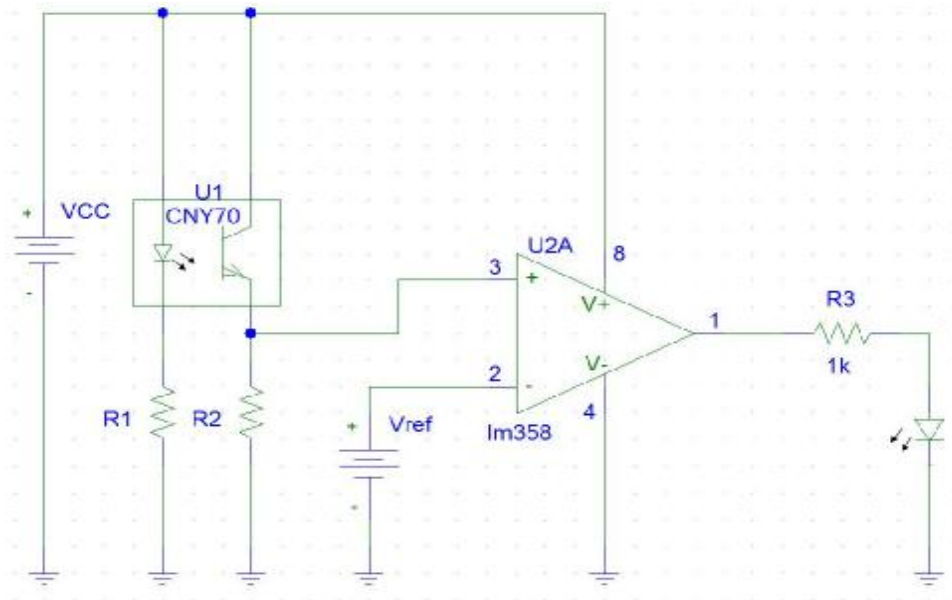 U1
CNY70
+
VCC
-
U2A
8
3
+
V+
1
R3
1k
2
-
V-
4
lm358
R1
R2
+
Vref
-